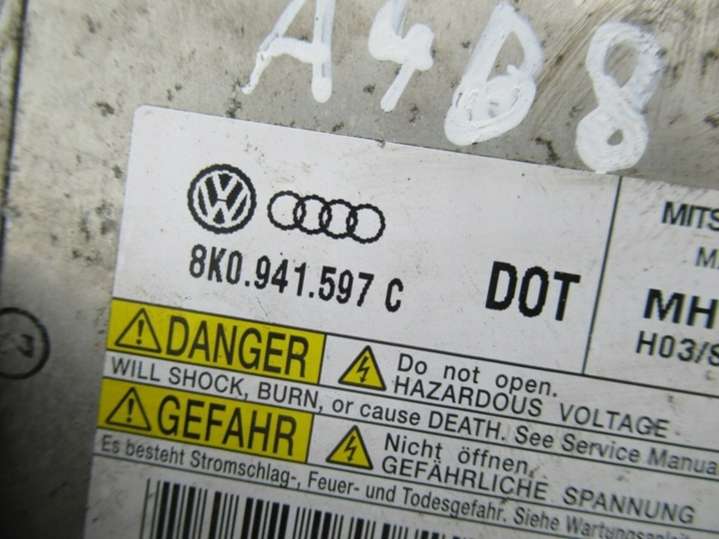 A4B8
8K0.941.597 C
DOT
MITS
MH
H03/S
DANGER
Do not open.
HAZARDOUS VOLTAGE
WILL SHOCK, BURN, or cause DEATH. See Service Manua
GEFAHR
Nicht öffnen.
GEFÄHRLICHE SPANNUNG
Es besteht Stromschlag-, Feuer- und Todesgefahr. Siehe Wartungsanleit